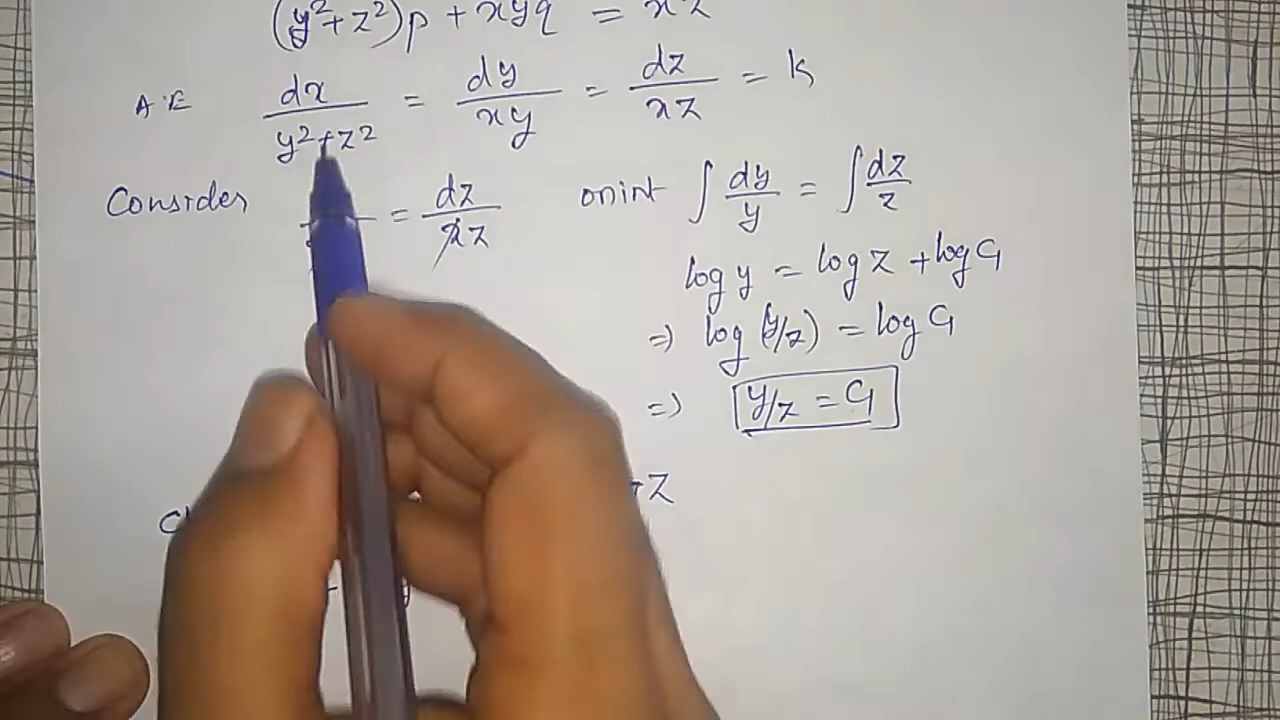 (y²+z²)p + xyq = xz
A·E dx/(y²+z²) = dy/(xy) = dz/(xz) = k
Consider = dz/(xz) on int ∫ dy/y = ∫ dz/z
log y = log z + log C₁
⇒ log (y/z) = log C₁
⇒ y/z = C₁
+z